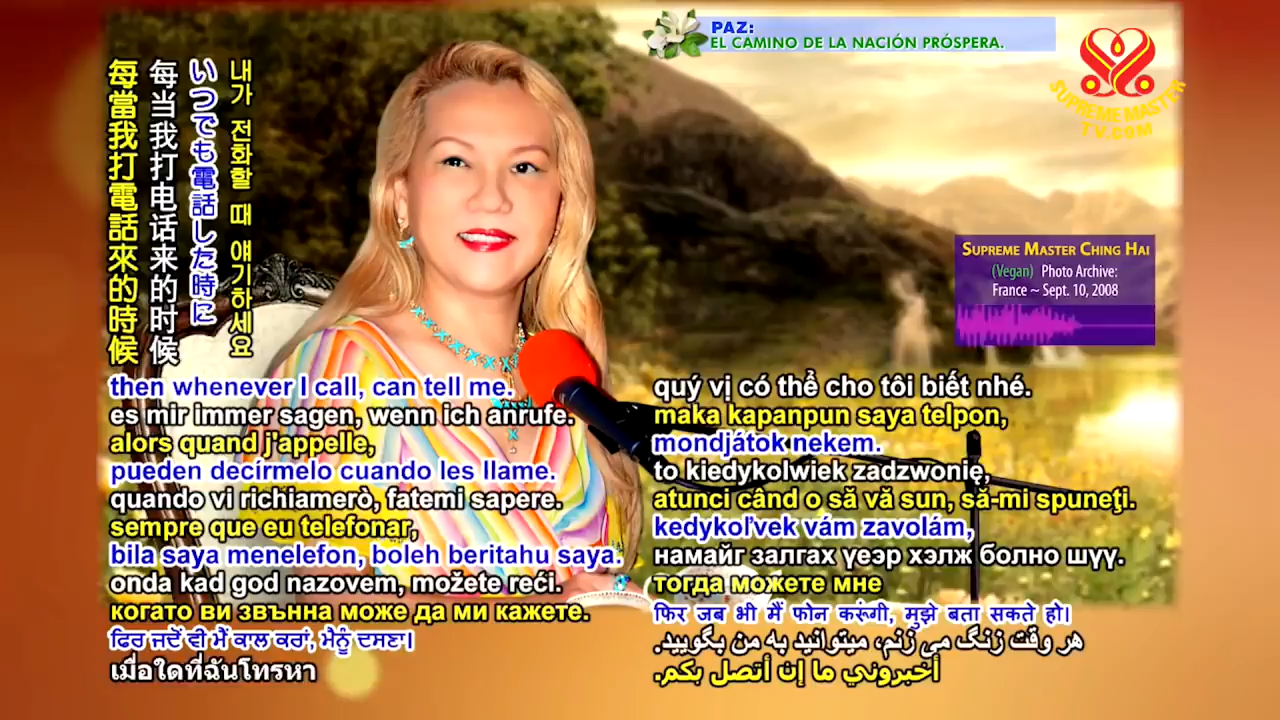 PAZ:
EL CAMINO DE LA NACIÓN PRÓSPERA.
SUPREME MASTER
TV.COM
每當我打電話來的時候
每当我打电话来的时候
いつでも電話した時に
내가 전화할 때 얘기하세요
SUPREME MASTER CHING HAI
(Vegan) Photo Archive:
France ~ Sept. 10, 2008
then whenever I call, can tell me.
es mir immer sagen, wenn ich anrufe.
alors quand j'appelle,
pueden decírmelo cuando les llame.
quando vi richiamerò, fatemi sapere.
sempre que eu telefonar,
bila saya menelefon, boleh beritahu saya.
onda kad god nazovem, možete reći.
когато ви звънна може да ми кажете.
ਫਿਰ ਜਦੋਂ ਵੀ ਮੈਂ ਕਾਲ ਕਰਾਂ, ਮੈਨੂੰ ਦਸਣਾ।
เมื่อใดที่ฉันโทรหา
quý vị có thể cho tôi biết nhé.
maka kapanpun saya telpon,
mondjátok nekem.
to kiedykolwiek zadzwonię,
atunci când o să vă sun, să-mi spuneţi.
kedykoľvek vám zavolám,
намайг залгах үеэр хэлж болно шүү.
тогда можете мне
फिर जब भी मैं फोन करूंगी, मुझे बता सकते हो।
هر وقت زنگ می زنم، میتوانید به من بگویید.
أخبروني ما إن أتصل بكم.